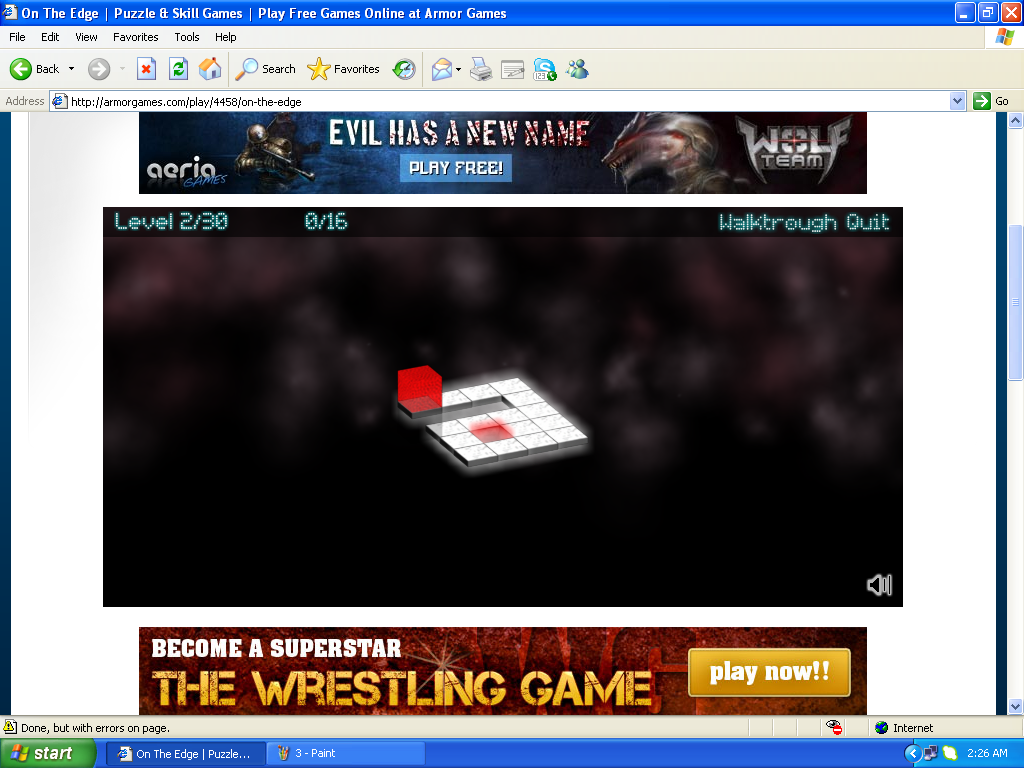 On The Edge | Puzzle & Skill Games | Play Free Games Online at Armor Games
File Edit View Favorites Tools Help
Back Search Favorites
Address http://armorgames.com/play/4458/on-the-edge Go
EVIL HAS A NEW NAME
PLAY FREE!
aeria GAMES
WOLF TEAM
Level 2/30 0/16 Walktrough Quit
BECOME A SUPERSTAR
THE WRESTLING GAME
play now!!
Done, but with errors on page. Internet
start On The Edge | Puzzle... 3 - Paint 2:26 AM